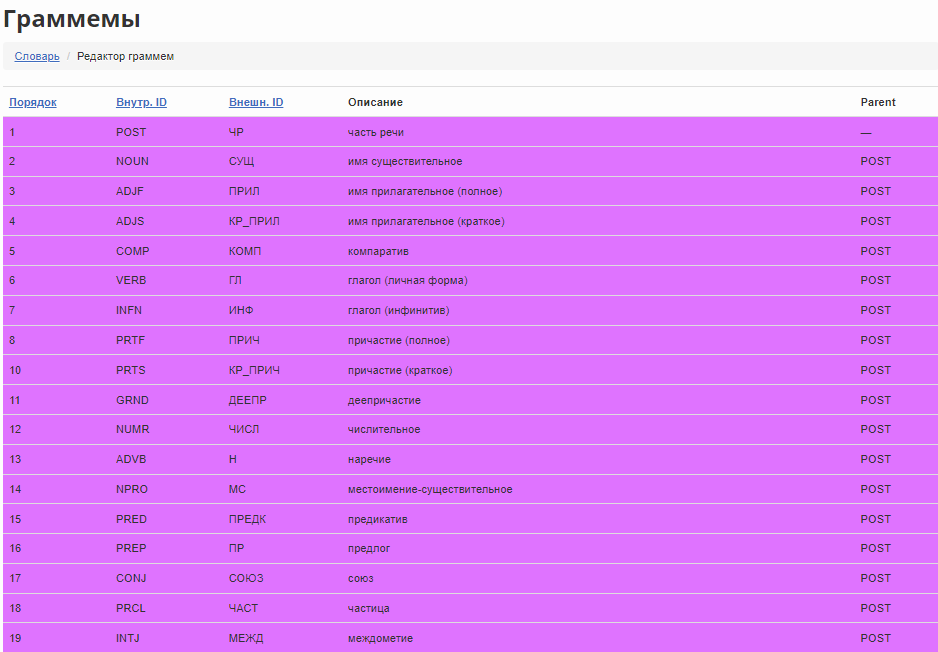 Граммемы
Словарь / Редактор граммем
Порядок Внутр. ID Внешн. ID Описание Parent
1 POST ЧР часть речи —
2 NOUN СУЩ имя существительное POST
3 ADJF ПРИЛ имя прилагательное (полное) POST
4 ADJS КР_ПРИЛ имя прилагательное (краткое) POST
5 COMP КОМП компаратив POST
6 VERB ГЛ глагол (личная форма) POST
7 INFN ИНФ глагол (инфинитив) POST
8 PRTF ПРИЧ причастие (полное) POST
10 PRTS КР_ПРИЧ причастие (краткое) POST
11 GRND ДЕЕПР деепричастие POST
12 NUMR ЧИСЛ числительное POST
13 ADVB Н наречие POST
14 NPRO МС местоимение-существительное POST
15 PRED ПРЕДК предикатив POST
16 PREP ПР предлог POST
17 CONJ СОЮЗ союз POST
18 PRCL ЧАСТ частица POST
19 INTJ МЕЖД междометие POST